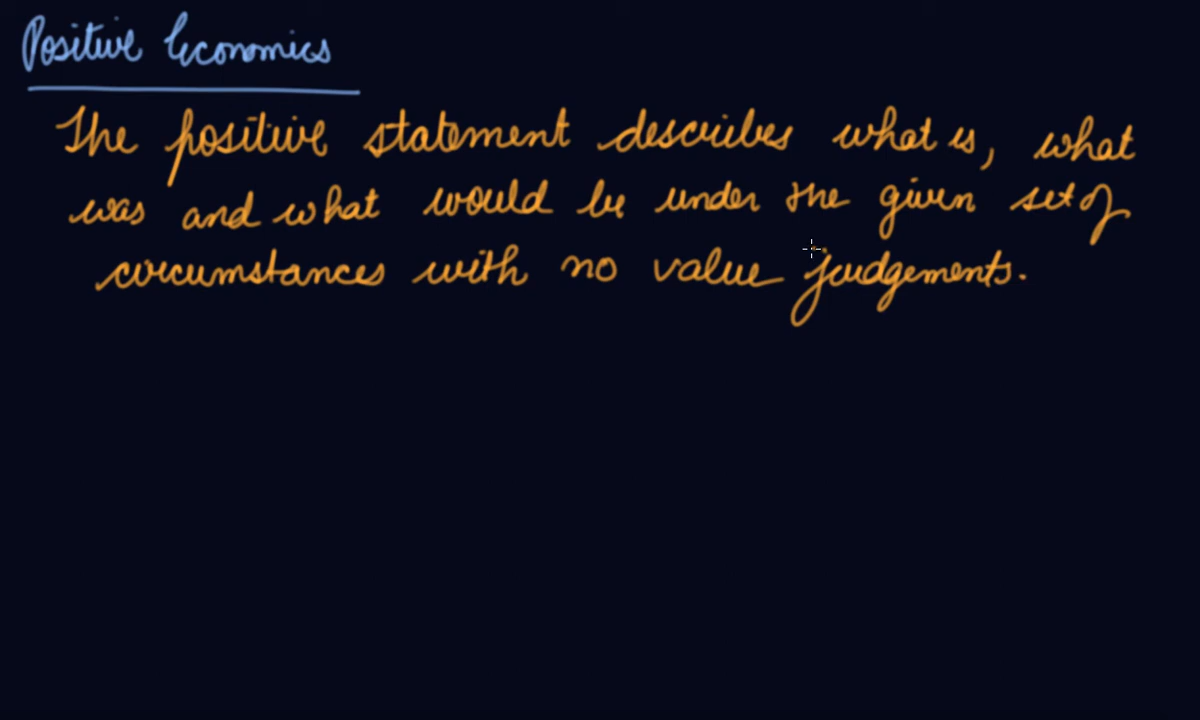 Positive Economics
The positive statement describes what is, what
was and what would be under the given set of
circumstances with no value judgements.